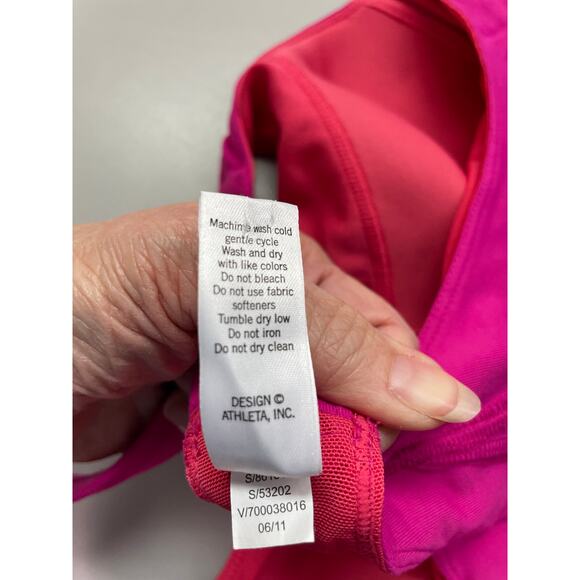 Machine wash cold
gentle cycle
Wash and dry
with like colors
Do not bleach
Do not use fabric
softeners
Tumble dry low
Do not iron
Do not dry clean
DESIGN ©
ATHLETA, INC.
S/53202
V/700038016
06/11